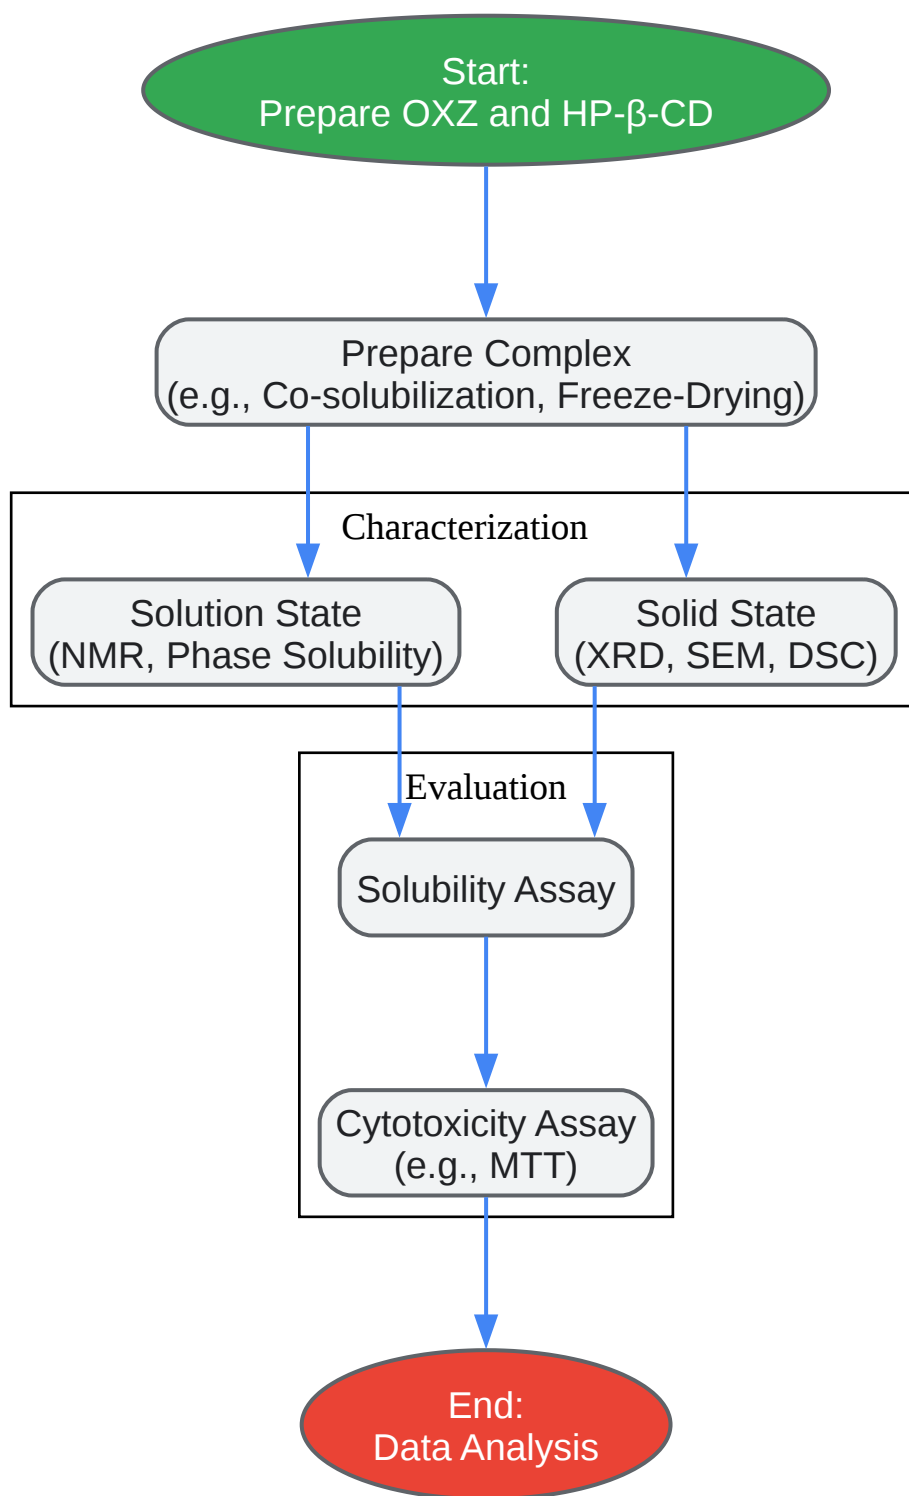 Start:
Prepare OXZ and HP-β-CD
Prepare Complex
(e.g., Co-solubilization, Freeze-Drying)
Characterization
Solution State
(NMR, Phase Solubility)
Solid State
(XRD, SEM, DSC)
Evaluation
Solubility Assay
Cytotoxicity Assay
(e.g., MTT)
End:
Data Analysis